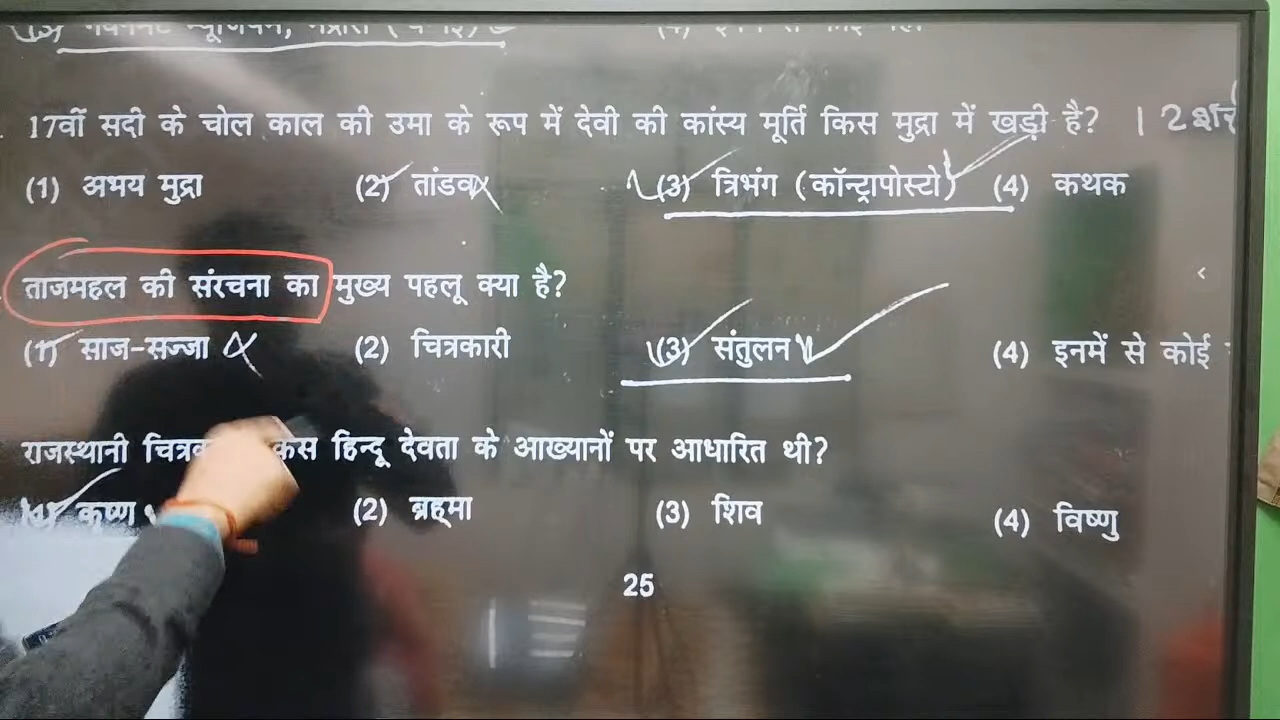 17वीं सदी के चोल काल की उमा के रूप में देवी की कांस्य मूर्ति किस मुद्रा में खड़ी है?
(1) अभय मुद्रा (2) तांडव (3) त्रिभंग (कॉन्ट्रापोस्टो) (4) कथक
ताजमहल की संरचना का मुख्य पहलू क्या है?
(1) साज-सज्जा (2) चित्रकारी (3) संतुलन (4) इनमें से कोई
राजस्थानी हिन्दू देवता के आख्यानों पर आधारित थी?
कृष्ण (2) ब्रह्मा (3) शिव (4) विष्णु
25